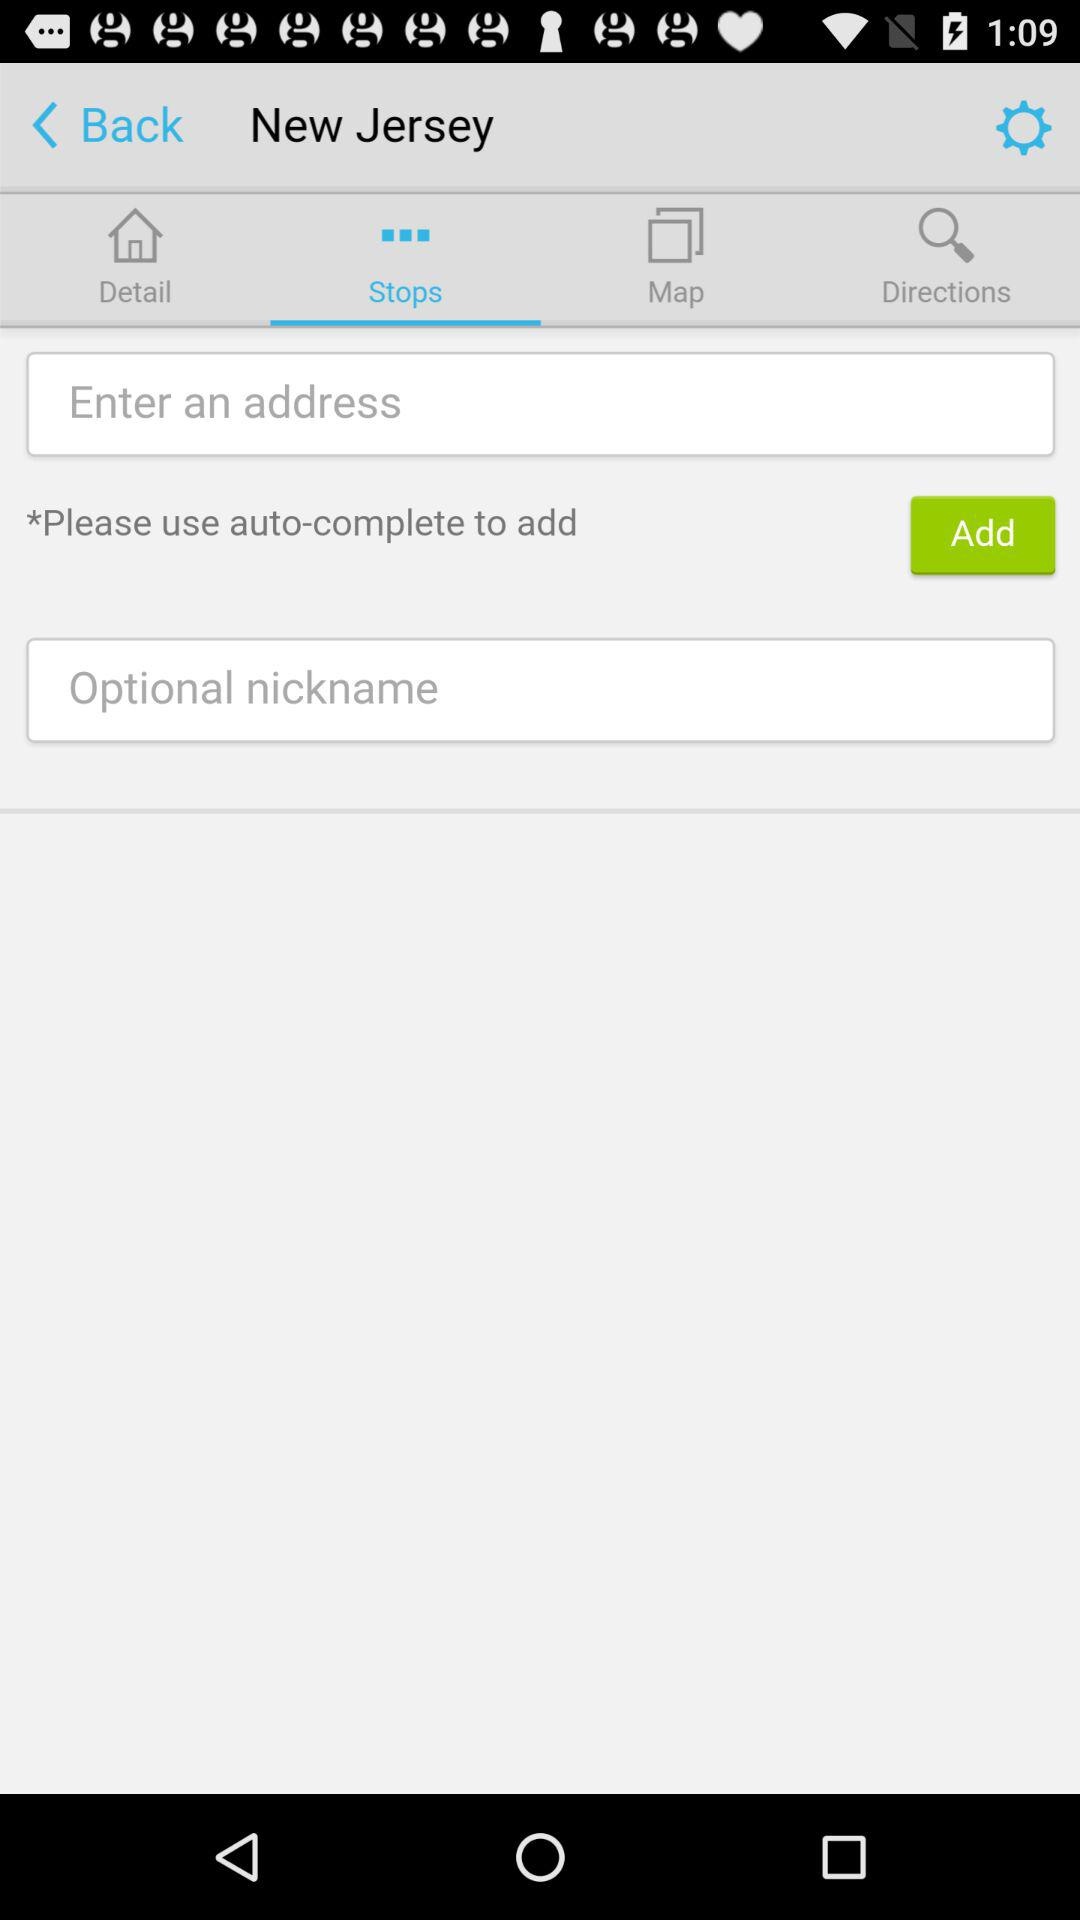 1:09
Back New Jersey
Detail Stops Map Directions
Enter an address
*Please use auto-complete to add Add
Optional nickname